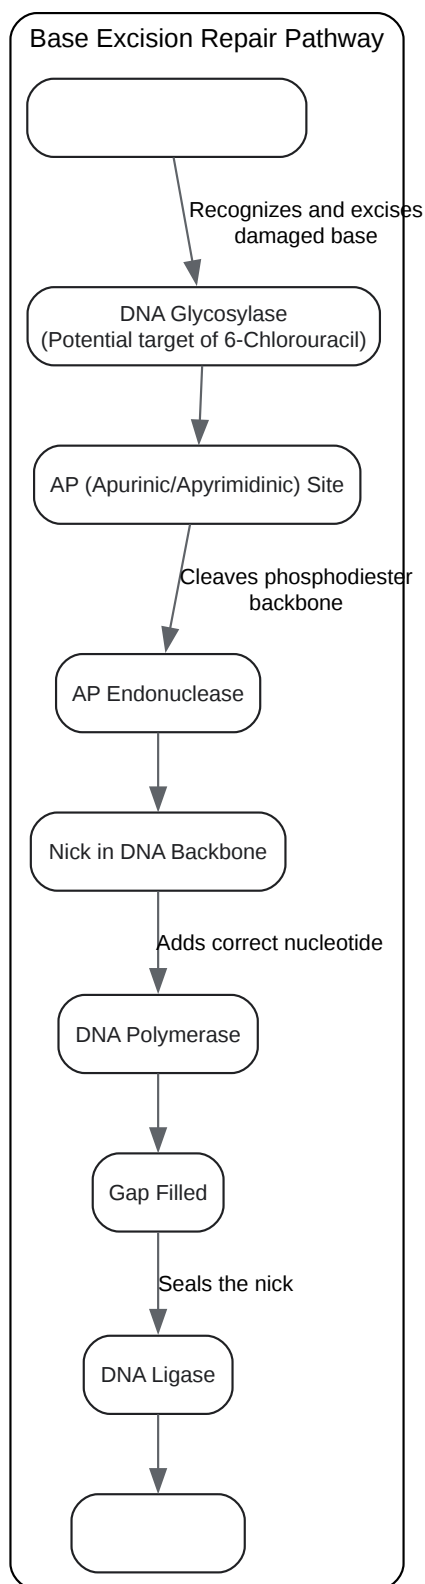 Base Excision Repair Pathway
Recognizes and excises
damaged base
DNA Glycosylase
(Potential target of 6-Chlorouracil)
AP (Apurinic/Apyrimidinic) Site
Cleaves phosphodiester
backbone
AP Endonuclease
Nick in DNA Backbone
Adds correct nucleotide
DNA Polymerase
Gap Filled
Seals the nick
DNA Ligase